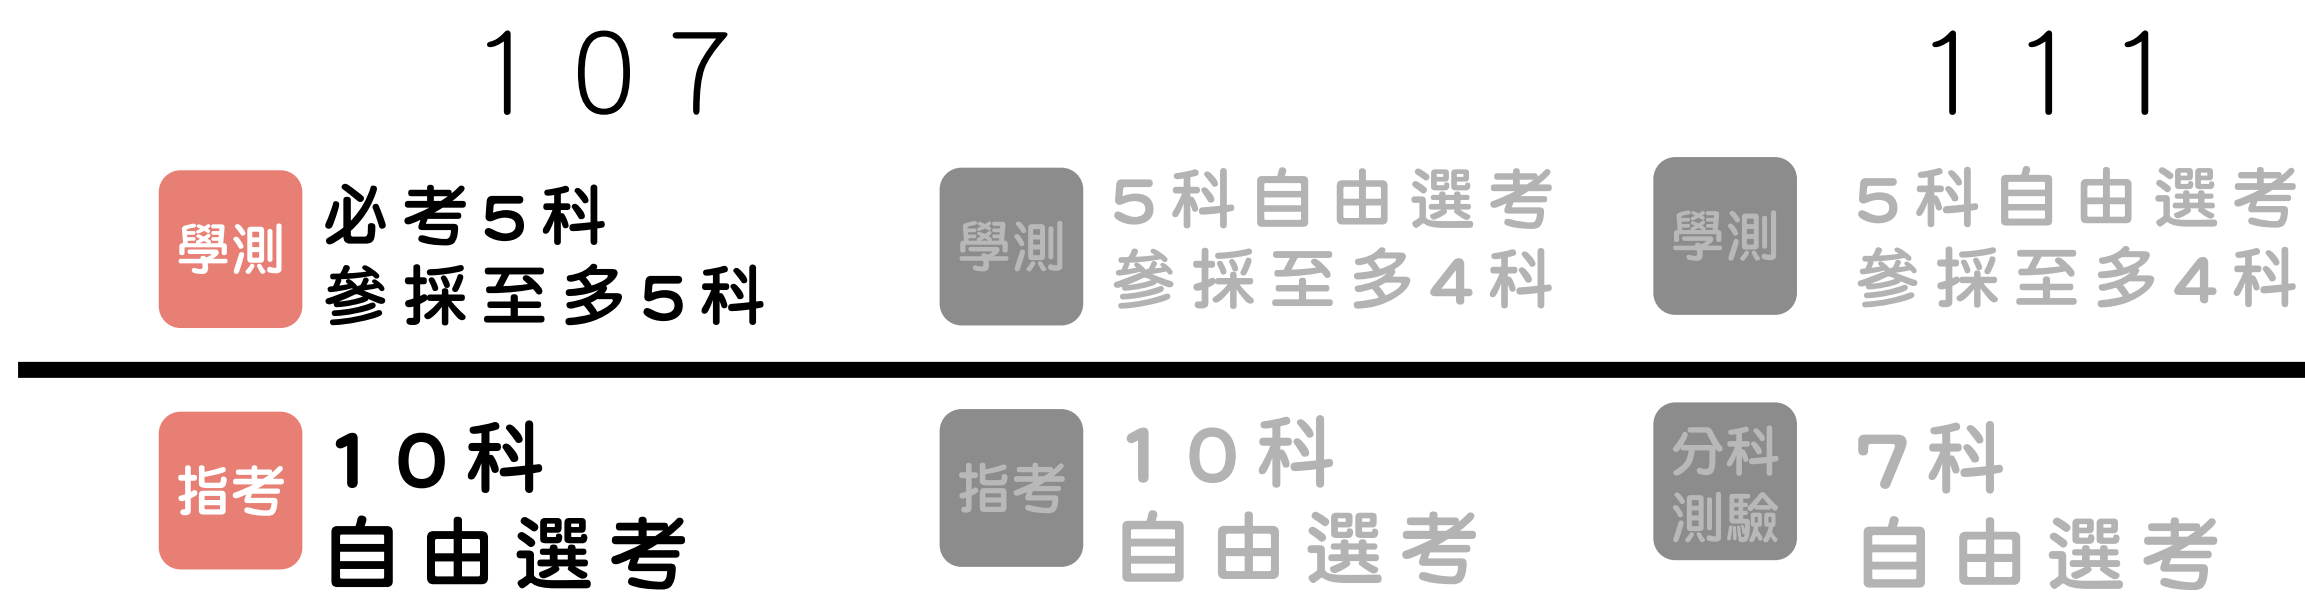 107
111
學測
必考5科
參採至多5科
學測
5科自由選考
參採至多4科
學測
5科自由選考
參採至多4科
指考
10科
自由選考
指考
10科
自由選考
分科
測驗
7科
自由選考